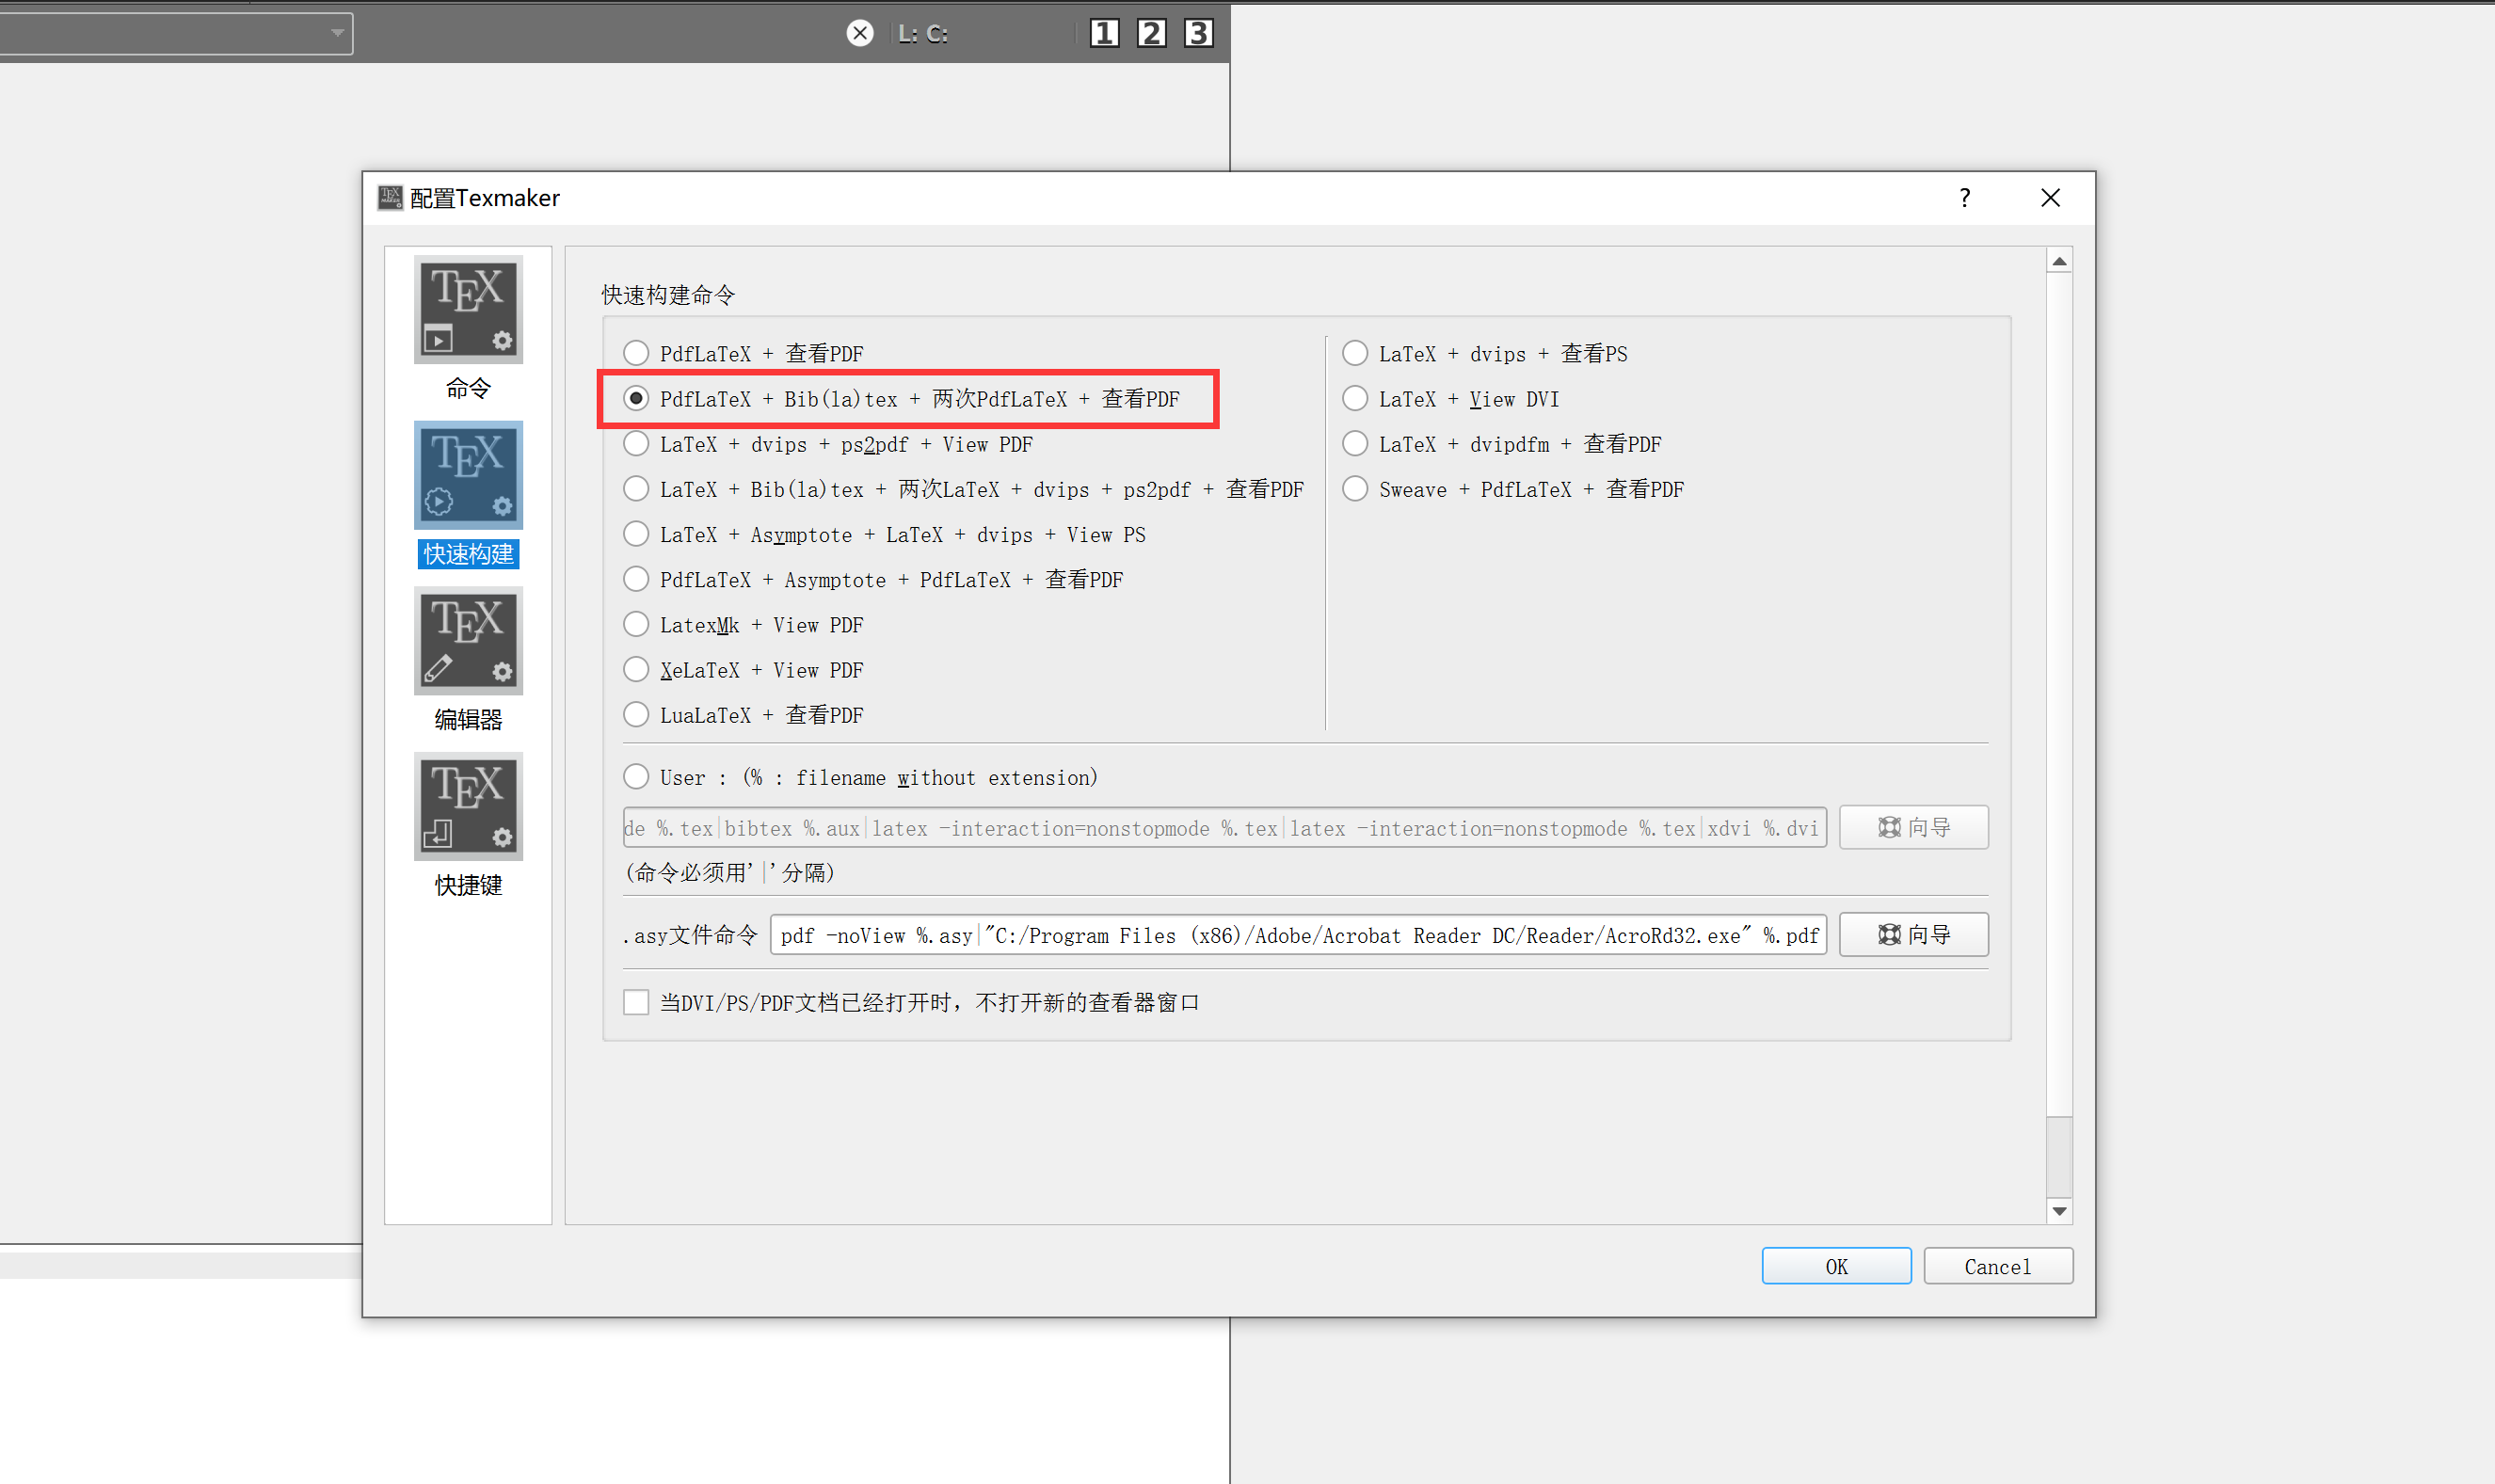 L: C:
1 2 3
配置Texmaker
?
命令
快速构建
编辑器
快捷键
快速构建命令
PdfLaTeX + 查看PDF
PdfLaTeX + Bib(la)tex + 两次PdfLaTeX + 查看PDF
LaTeX + dvips + ps2pdf + View PDF
LaTeX + Bib(la)tex + 两次LaTeX + dvips + ps2pdf + 查看PDF
LaTeX + Asymptote + LaTeX + dvips + View PS
PdfLaTeX + Asymptote + PdfLaTeX + 查看PDF
LatexMk + View PDF
XeLaTeX + View PDF
LuaLaTeX + 查看PDF
LaTeX + dvips + 查看PS
LaTeX + View DVI
LaTeX + dvipdfm + 查看PDF
Sweave + PdfLaTeX + 查看PDF
User : (% : filename without extension)
de %.tex|bibtex %.aux|latex -interaction=nonstopmode %.tex|latex -interaction=nonstopmode %.tex|xdvi %.dvi
向导
(命令必须用'|'分隔)
.asy文件命令
pdf -noView %.asy|"C:/Program Files (x86)/Adobe/Acrobat Reader DC/Reader/AcroRd32.exe" %.pdf
向导
当DVI/PS/PDF文档已经打开时，不打开新的查看器窗口
OK
Cancel